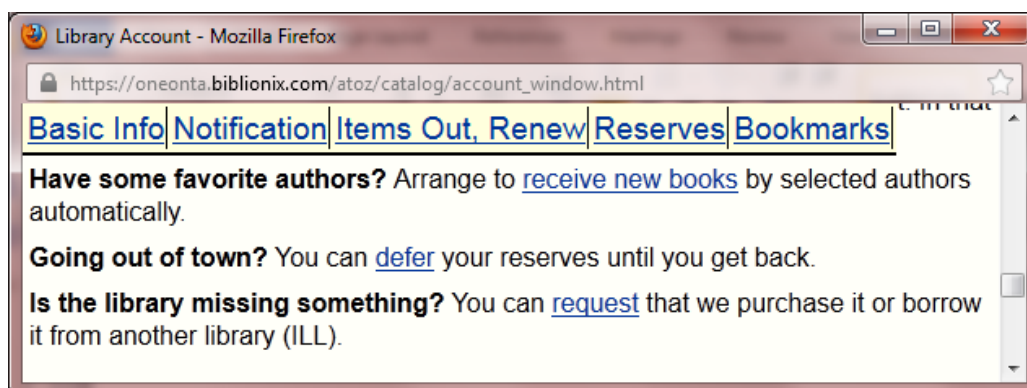 Library Account - Mozilla Firefox
https://oneonta.biblionix.com/atoz/catalog/account_window.html
t. In that
Basic Info Notification Items Out, Renew Reserves Bookmarks
Have some favorite authors? Arrange to receive new books by selected authors
automatically.
Going out of town? You can defer your reserves until you get back.
Is the library missing something? You can request that we purchase it or borrow
it from another library (ILL).